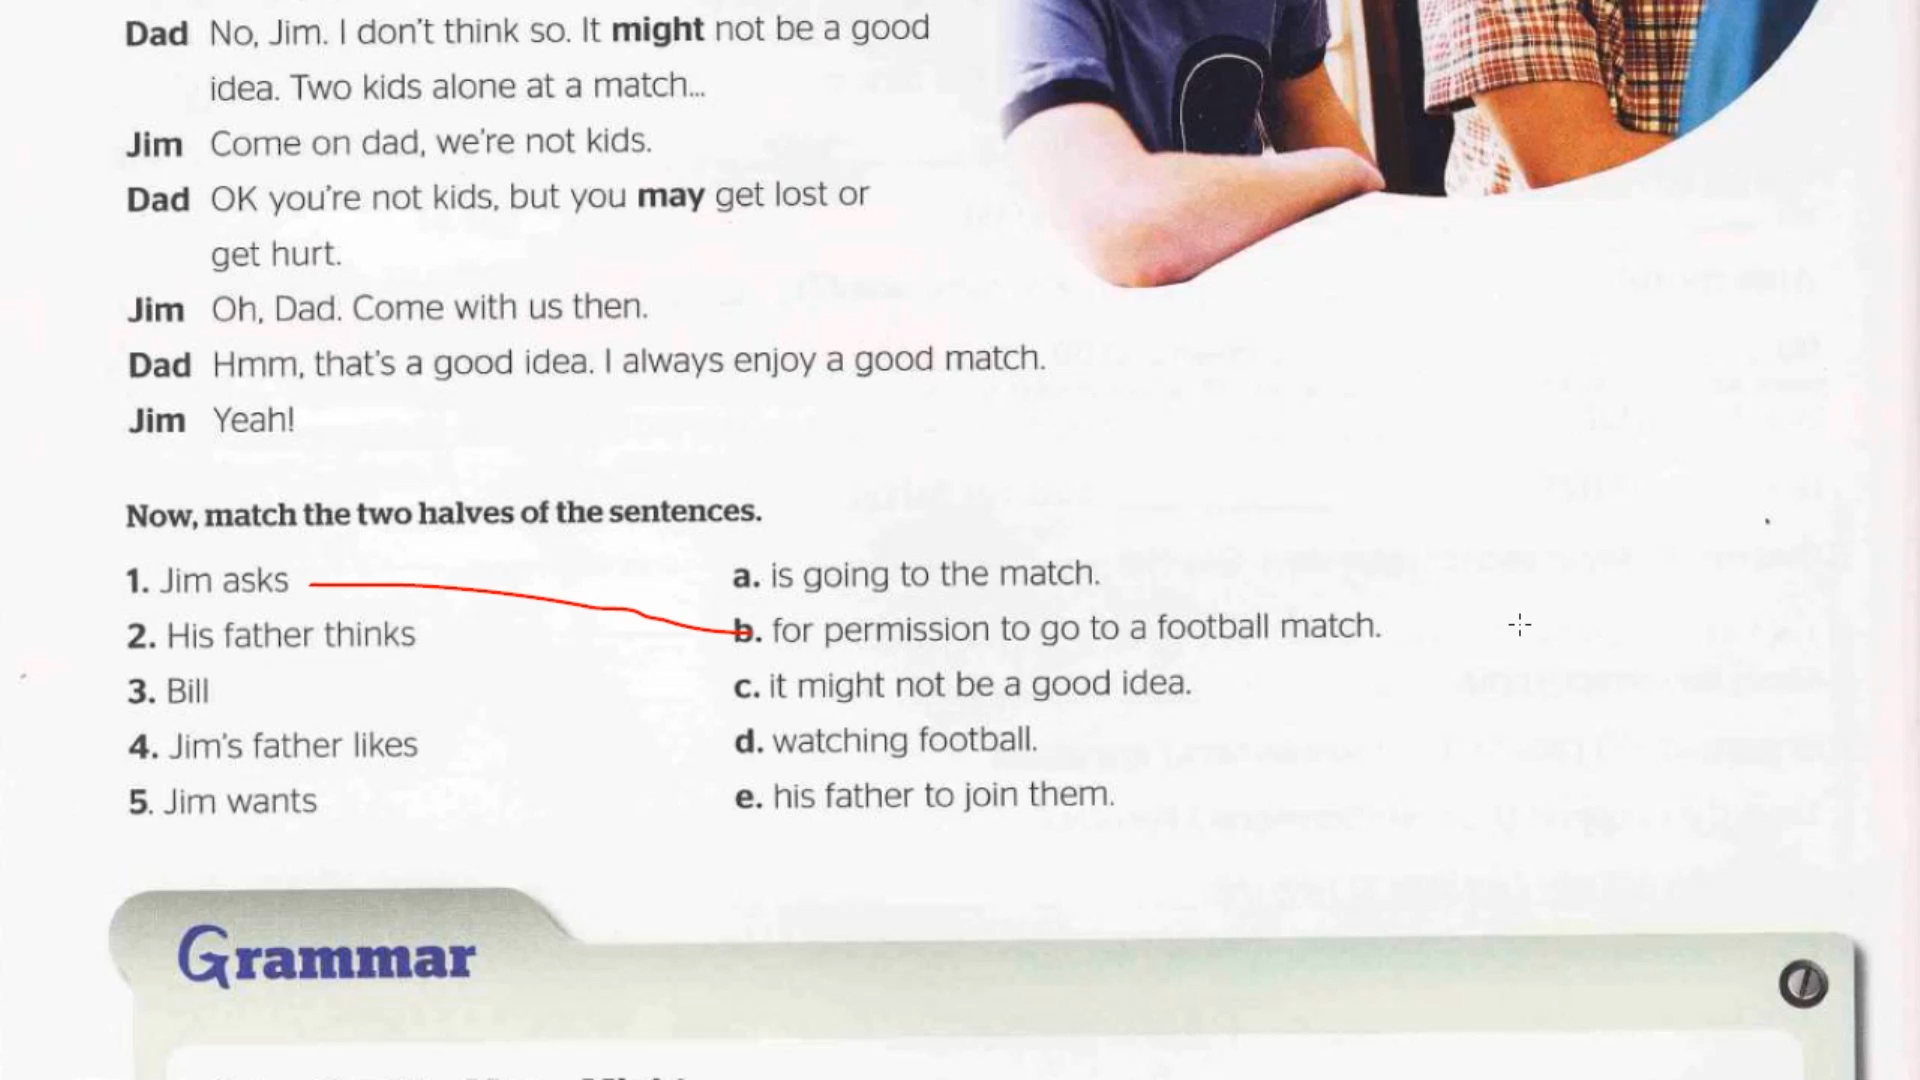 Dad No, Jim. I don't think so. It might not be a good
idea. Two kids alone at a match...
Jim Come on dad, we're not kids.
Dad OK you're not kids, but you may get lost or
get hurt.
Jim Oh, Dad. Come with us then.
Dad Hmm, that's a good idea. I always enjoy a good match.
Jim Yeah!
Now, match the two halves of the sentences.
1. Jim asks
2. His father thinks
3. Bill
4. Jim's father likes
5. Jim wants
a. is going to the match.
b. for permission to go to a football match.
c. it might not be a good idea.
d. watching football.
e. his father to join them.
Grammar